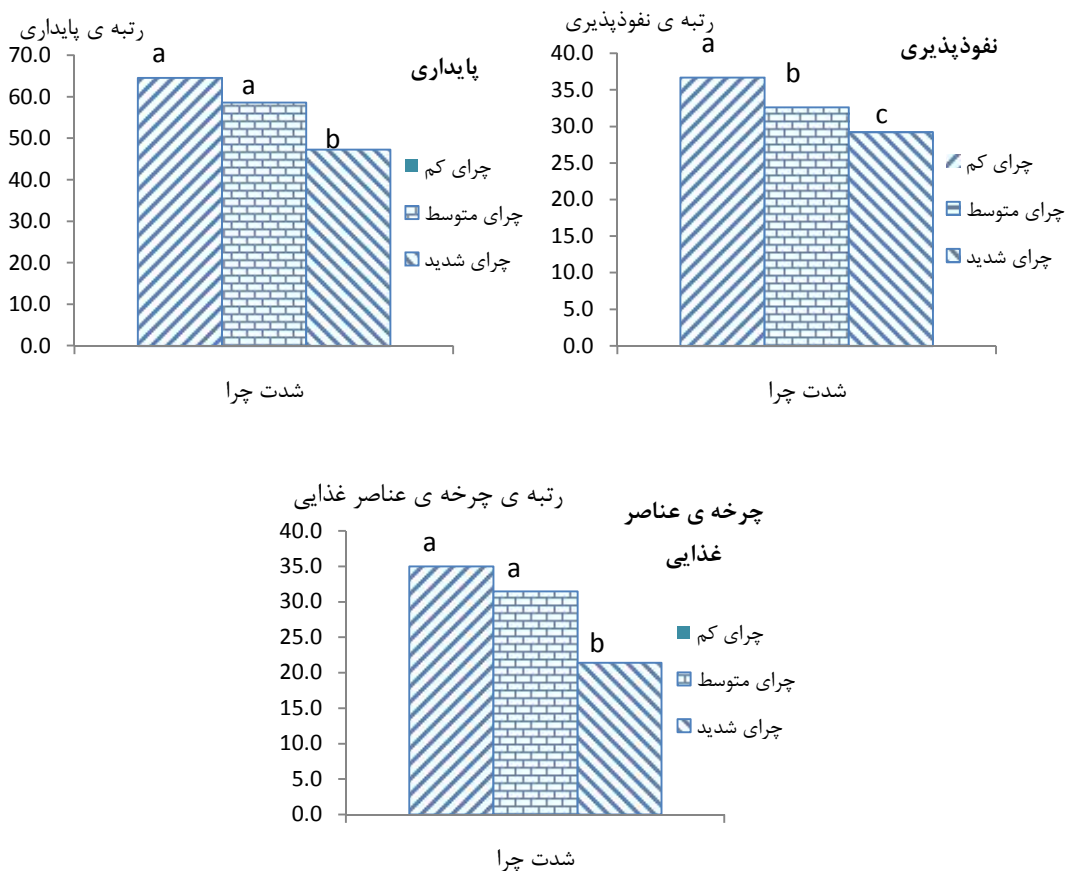 رتبه ی پایداری
پایداری
70.0
60.0
50.0
40.0
30.0
20.0
10.0
0.0
a
a
b
چرای کم
چرای متوسط
چرای شدید
شدت چرا
رتبه ی نفوذپذیری
نفوذپذیری
40.0
35.0
30.0
25.0
20.0
15.0
10.0
5.0
0.0
a
b
c
چرای کم
چرای متوسط
چرای شدید
شدت چرا
رتبه ی چرخه ی عناصر غذایی
چرخه ی عناصر
غذایی
40.0
35.0
30.0
25.0
20.0
15.0
10.0
5.0
0.0
a
a
b
چرای کم
چرای متوسط
چرای شدید
شدت چرا